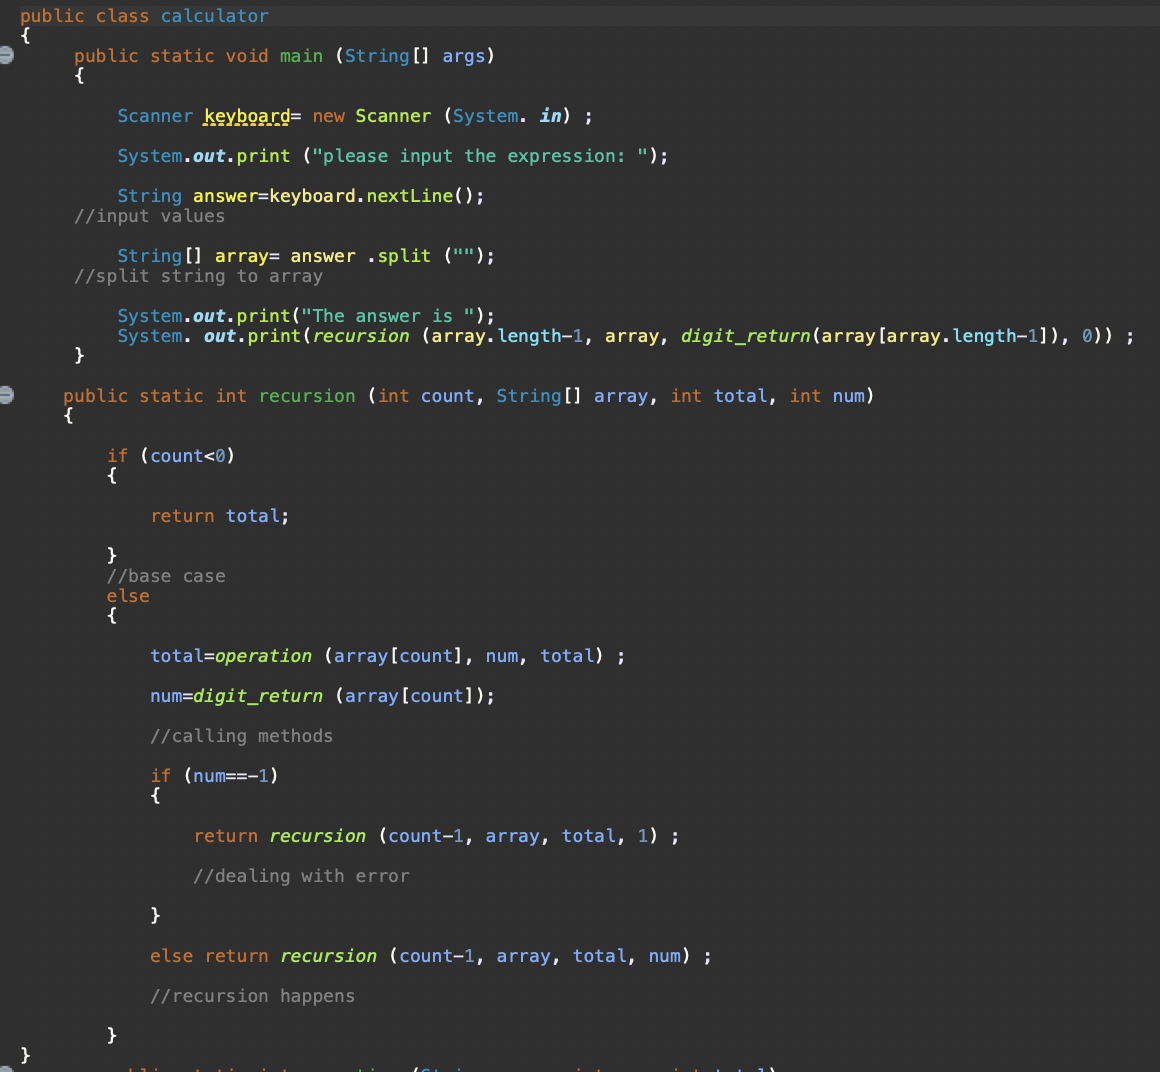 public class calculator
{
public static void main (String[] args)
{
Scanner keyboard= new Scanner (System. in) ;
System.out.print ("please input the expression: ");
String answer=keyboard.nextLine();
//input values
String[] array= answer .split ("");
//split string to array
System.out.print("The answer is ");
System. out.print(recursion (array.length-1, array, digit_return(array[array.length-1]), 0)) ;
}
public static int recursion (int count, String[] array, int total, int num)
{
if (count<0)
{
return total;
}
//base case
else
{
total=operation (array[count], num, total) ;
num=digit_return (array[count]);
//calling methods
if (num==-1)
{
return recursion (count-1, array, total, 1) ;
//dealing with error
}
else return recursion (count-1, array, total, num) ;
//recursion happens
}
}